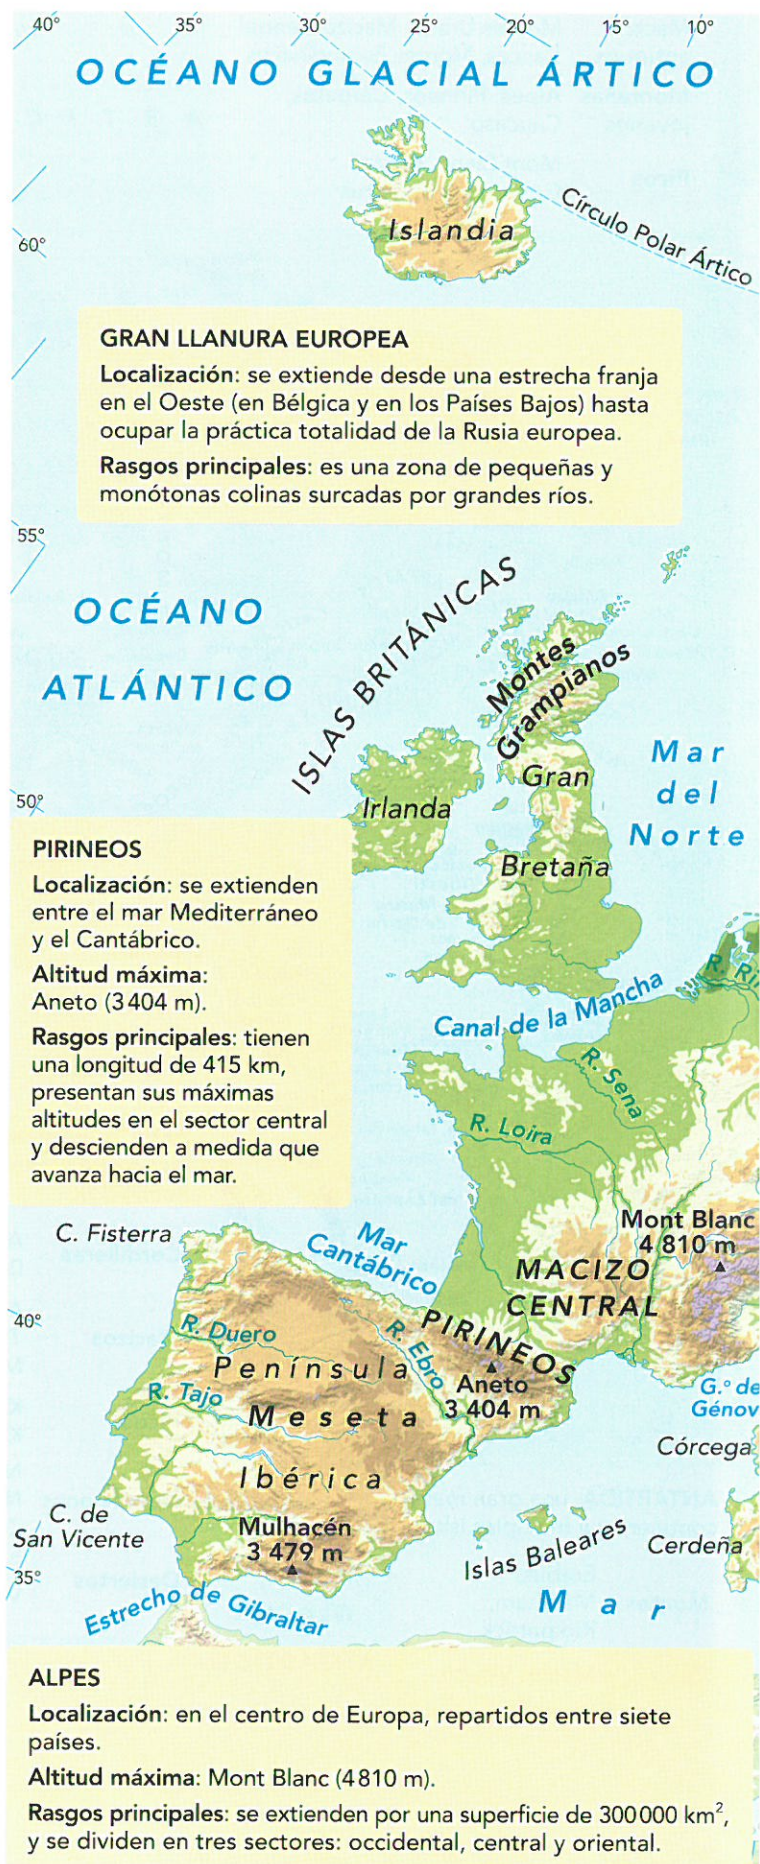 40° 35° 30° 25° 20° 15° 10°
OCÉANO GLACIAL ÁRTICO
Islandia
Círculo Polar Ártico
60°
GRAN LLANURA EUROPEA
Localización: se extiende desde una estrecha franja
en el Oeste (en Bélgica y en los Países Bajos) hasta
ocupar la práctica totalidad de la Rusia europea.
Rasgos principales: es una zona de pequeñas y
monótonas colinas surcadas por grandes ríos.
55°
OCÉANO
ATLÁNTICO
ISLAS BRITÁNICAS
Montes
Grampianos
Mar
del
Norte
Gran
Bretaña
Irlanda
50°
PIRINEOS
Localización: se extienden
entre el mar Mediterráneo
y el Cantábrico.
Altitud máxima:
Aneto (3 404 m).
Rasgos principales: tienen
una longitud de 415 km,
presentan sus máximas
altitudes en el sector central
y descienden a medida que
avanza hacia el mar.
R. Ri
Canal de la Mancha
R. Sena
R. Loira
Mont Blanc
4 810 m
C. Fisterra
Mar
Cantábrico
MACIZO
CENTRAL
40°
PIRINEOS
R. Duero
R. Ebro
Península
Aneto
3 404 m
R. Tajo
Meseta
G.º de
Génov
Córcega
Ibérica
C. de
San Vicente
Mulhacén
3 479 m
Islas Baleares
Cerdeña
35°
Estrecho de Gibraltar
Mar
ALPES
Localización: en el centro de Europa, repartidos entre siete
países.
Altitud máxima: Mont Blanc (4 810 m).
Rasgos principales: se extienden por una superficie de 300 000 km²,
y se dividen en tres sectores: occidental, central y oriental.